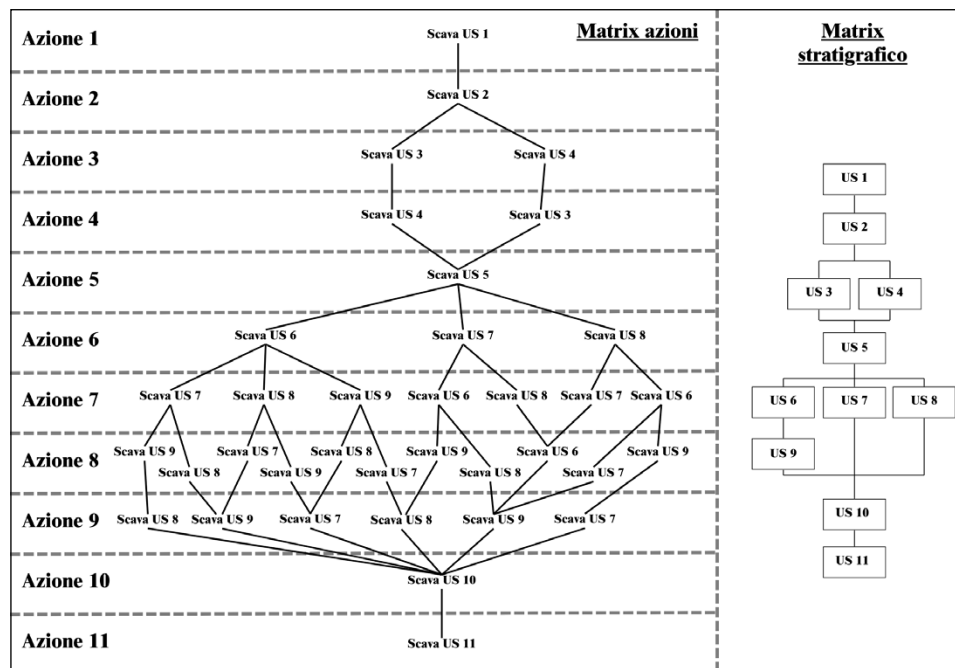 Azione 1
Scava US 1
Matrix azioni
Azione 2
Scava US 2
Azione 3
Scava US 3
Scava US 4
Azione 4
Scava US 4
Scava US 3
Azione 5
Scava US 5
Azione 6
Scava US 6
Scava US 7
Scava US 8
Azione 7
Scava US 7
Scava US 8
Scava US 9
Scava US 6
Scava US 8
Scava US 7
Scava US 6
Azione 8
Scava US 9
Scava US 7
Scava US 8
Scava US 9
Scava US 6
Scava US 9
Scava US 8
Scava US 9
Scava US 7
Scava US 8
Scava US 7
Azione 9
Scava US 8
Scava US 9
Scava US 7
Scava US 8
Scava US 9
Scava US 7
Azione 10
Scava US 10
Azione 11
Scava US 11
Matrix
stratigrafico
US 1
US 2
US 3
US 4
US 5
US 6
US 7
US 8
US 9
US 10
US 11